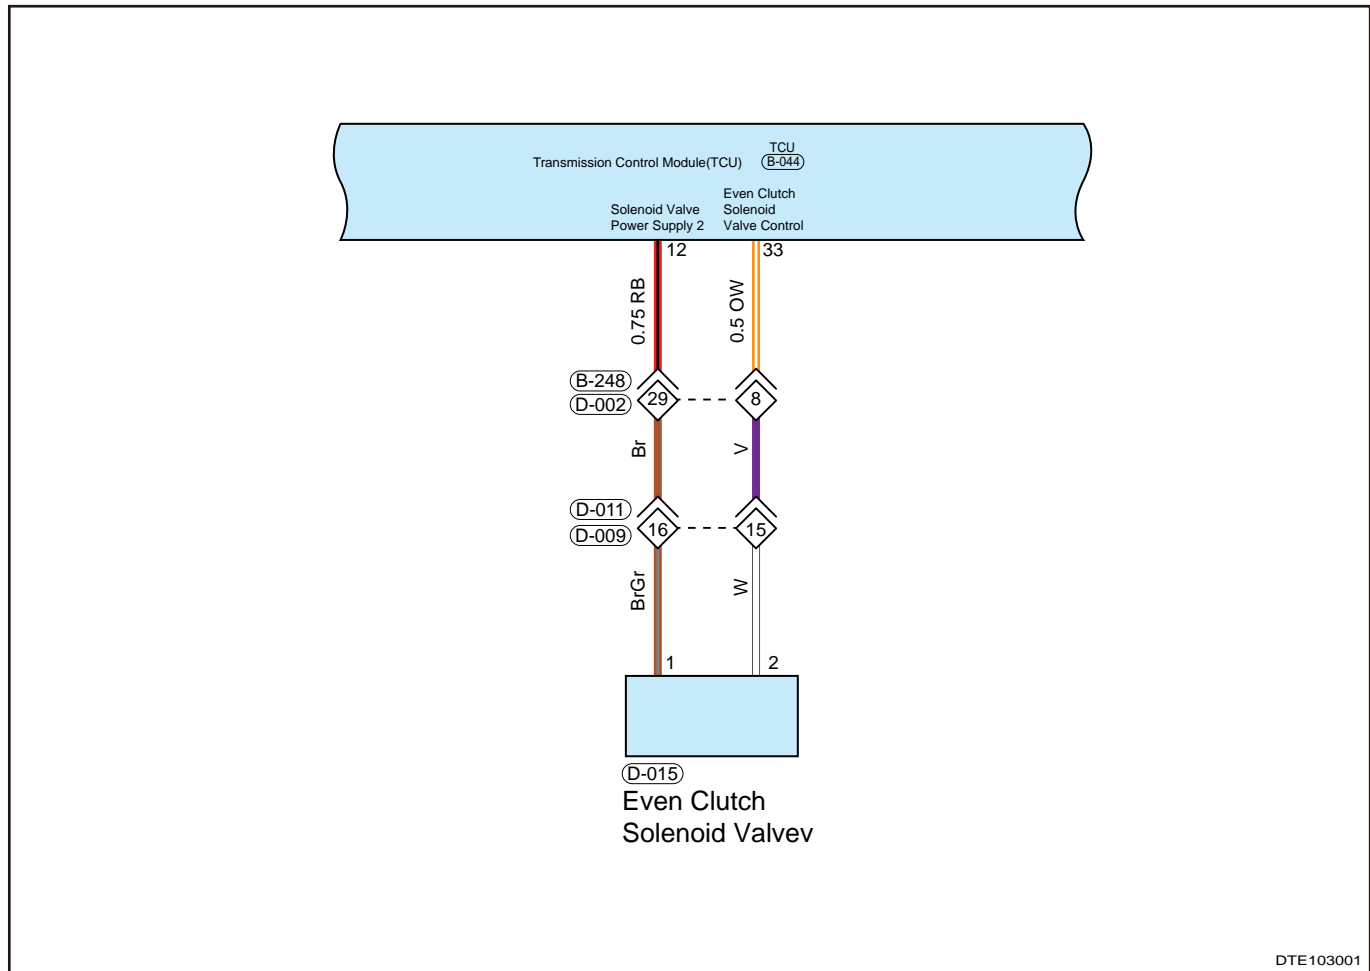 TCU
Transmission Control Module(TCU)
B-044
Even Clutch
Solenoid Valve
Solenoid
Power Supply 2
Valve Control
12
33
0.75 RB
0.5 OW
B-248
D-002
29
8
Br
V
D-011
D-009
16
15
BrGr
W
1
2
D-015
Even Clutch
Solenoid Valvev
DTE103001